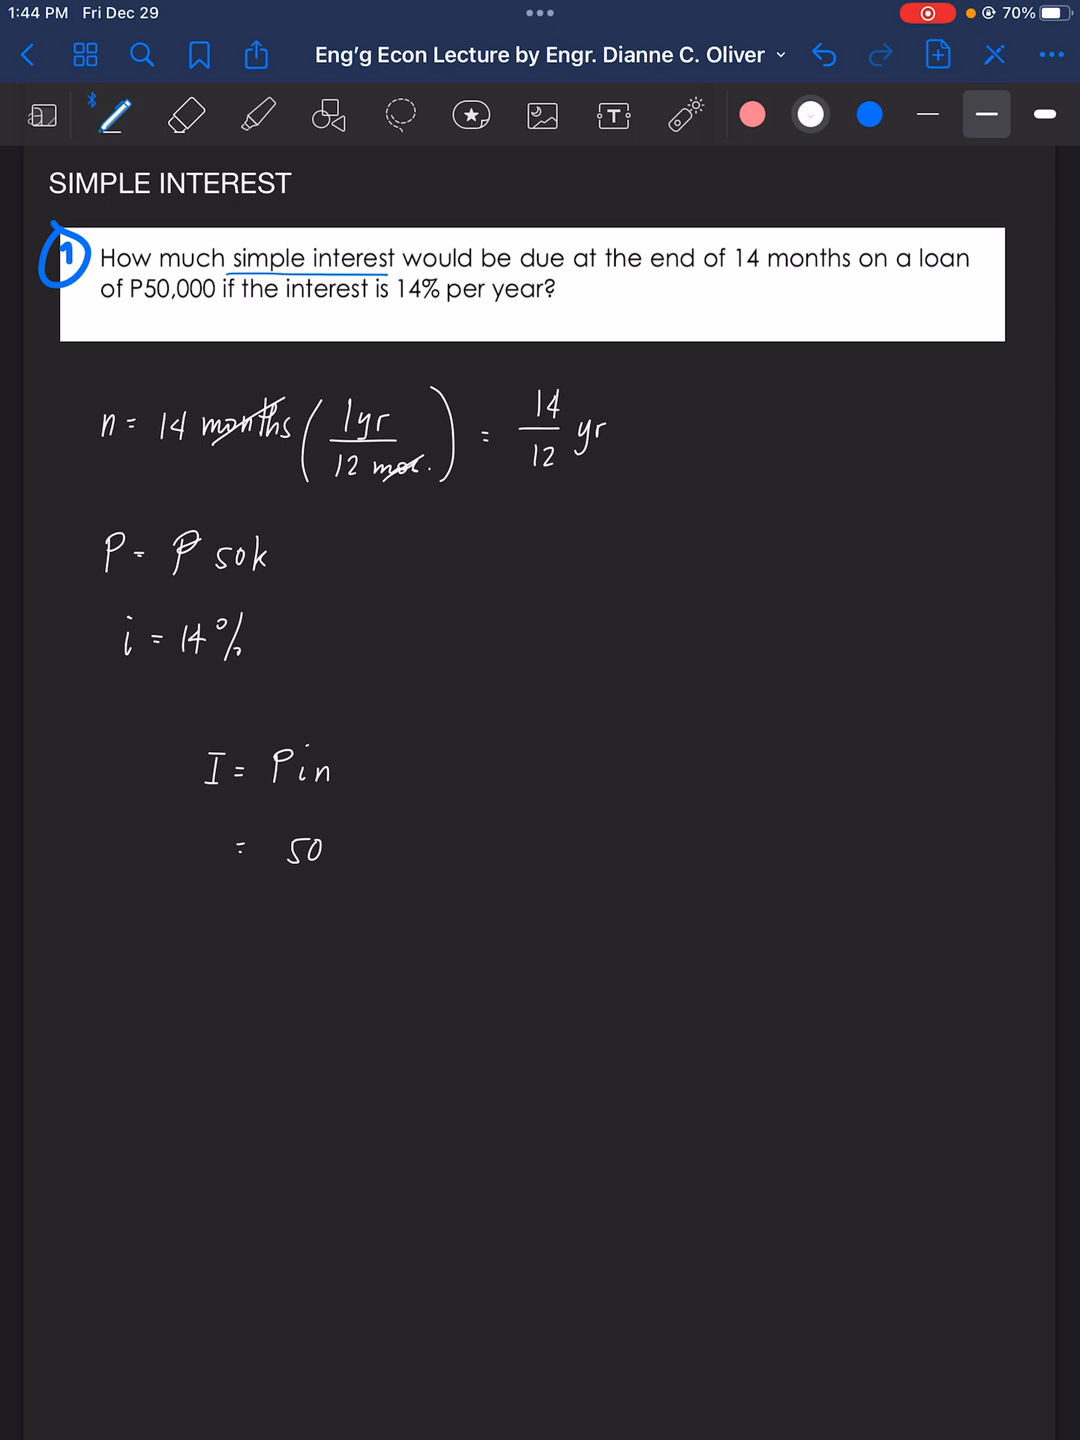 1:44 PM Fri Dec 29
70%
Eng'g Econ Lecture by Engr. Dianne C. Oliver
T
SIMPLE INTEREST
1 How much simple interest would be due at the end of 14 months on a loan
of P50,000 if the interest is 14% per year?
n = 14 months ( 1yr / 12 mos. ) = 14 / 12 yr
P = ₱ 50k
i = 14%
I = Pin
= 50